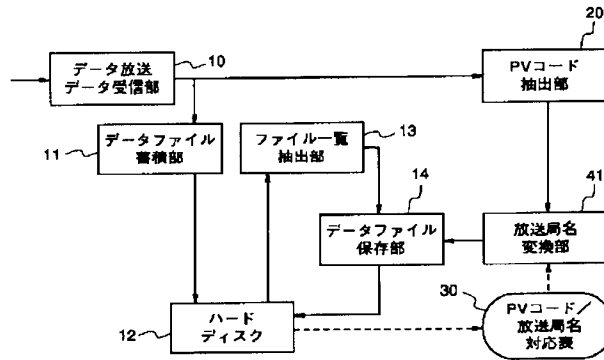 10
データ放送
データ受信部
20
PVコード
抽出部
11
データファイル
蓄積部
13
ファイル一覧
抽出部
14
データファイル
保存部
41
放送局名
変換部
12
ハード
ディスク
30
PVコード/
放送局名
対応表